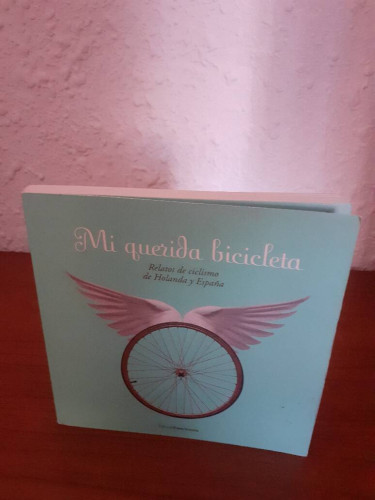 Mi querida bicicleta
Relatos de ciclismo
de Holanda y España